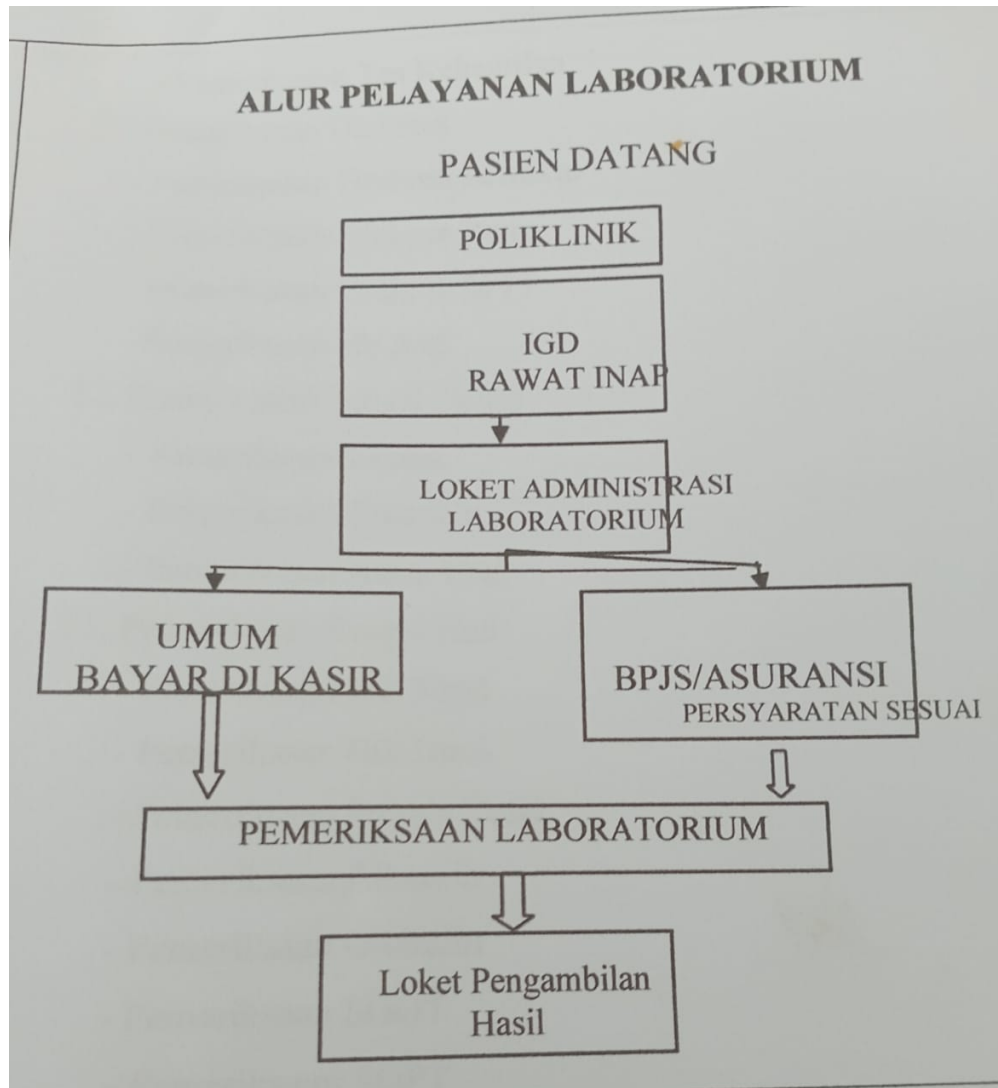 ALUR PELAYANAN LABORATORIUM
PASIEN DATANG
POLIKLINIK
IGD
RAWAT INAP
LOKET ADMINISTRASI
LABORATORIUM
UMUM
BAYAR DI KASIR
BPJS/ASURANSI
PERSYARATAN SESUAI
PEMERIKSAAN LABORATORIUM
Loket Pengambilan
Hasil